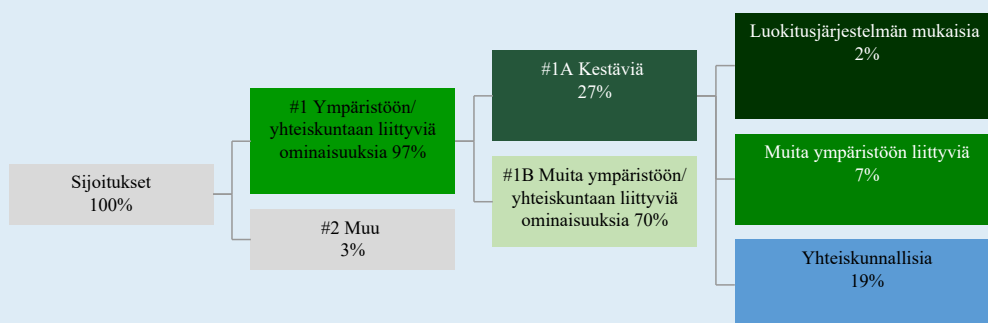 Sijoitukset
100%
#1 Ympäristöön/
yhteiskuntaan liittyviä
ominaisuuksia 97%
#2 Muu
3%
#1A Kestäviä
27%
#1B Muita ympäristöön/
yhteiskuntaan liittyviä
ominaisuuksia 70%
Luokitusjärjestelmän mukaisia
2%
Muita ympäristöön liittyviä
7%
Yhteiskunnallisia
19%